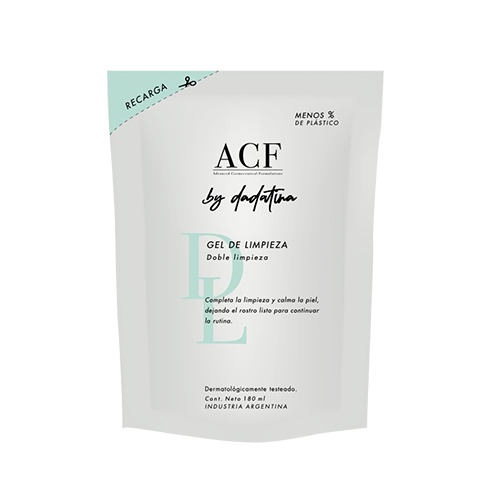 RECARGA
MENOS %
DE PLÁSTICO
ACF
Advanced Cosmeceutical Formulations
by dadatina
GEL DE LIMPIEZA
Doble limpieza
DL
Completa la limpieza y calma la piel,
dejando el rostro listo para continuar
la rutina.
Dermatológicamente testeado.
Cont. Neto 180 ml
INDUSTRIA ARGENTINA